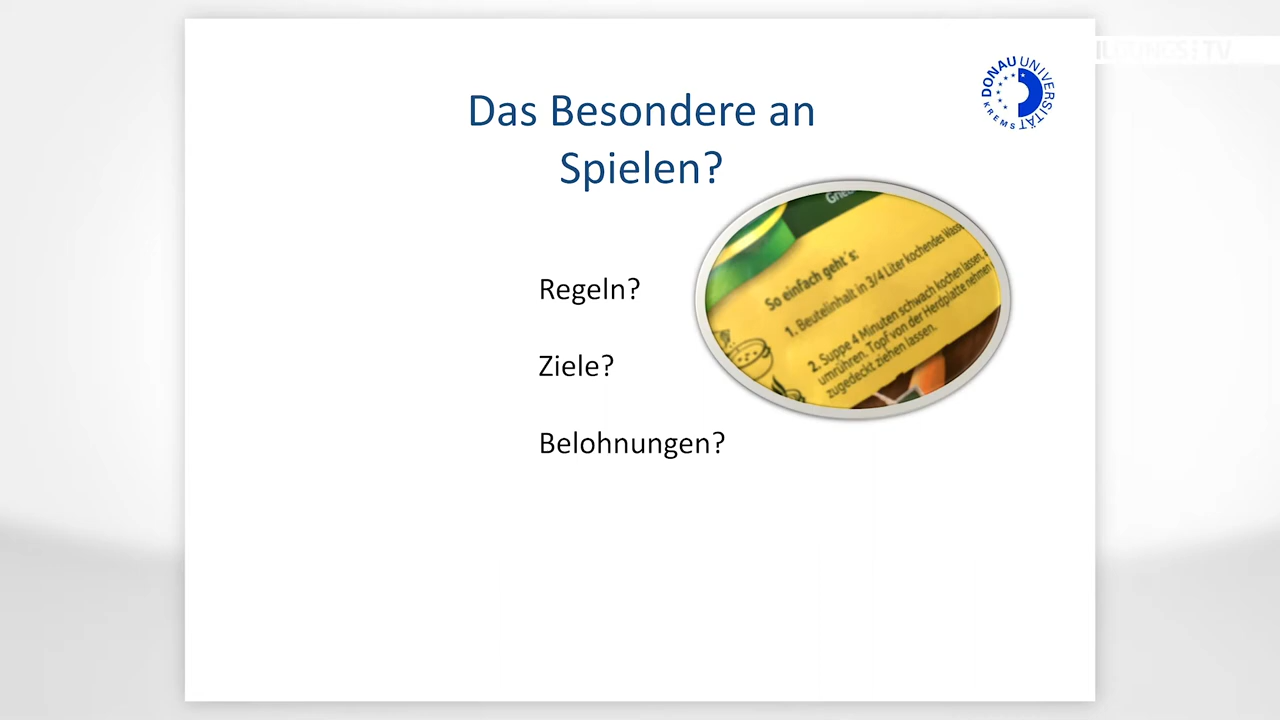 Das Besondere an
Spielen?
DONAU UNIVERSITÄT
KREMS
Regeln?
Ziele?
Belohnungen?
So einfach geht´s:
1. Beutelinhalt in 3/4 Liter kochendes
2. Suppe 4 Minuten schwach kochen lassen,
umrühren. Topf von der Herdplatte nehmen
zugedeckt ziehen lassen.